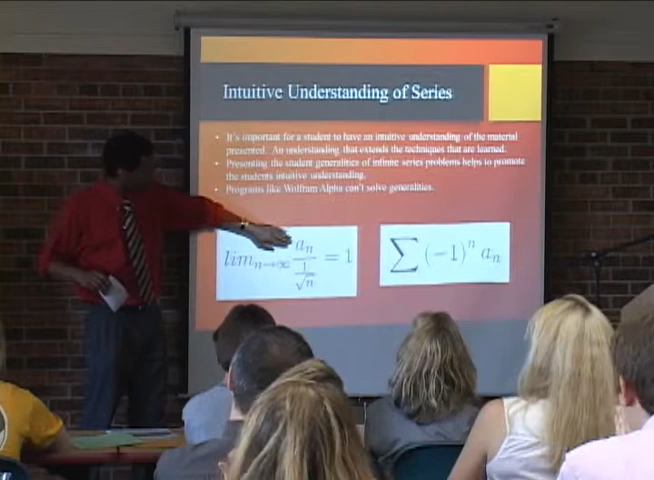 Intuitive Understanding of Series
• It's important for a student to have an intuitive understanding of the material
presented. An understanding that extends the techniques that are learned.
• Presenting the student generalities of infinite series problems helps to promote
the students intuitive understanding.
• Programs like Wolfram Alpha can't solve generalities.
lim_{n→∞} a_n / (1/√n) = 1
∑ (−1)^n a_n